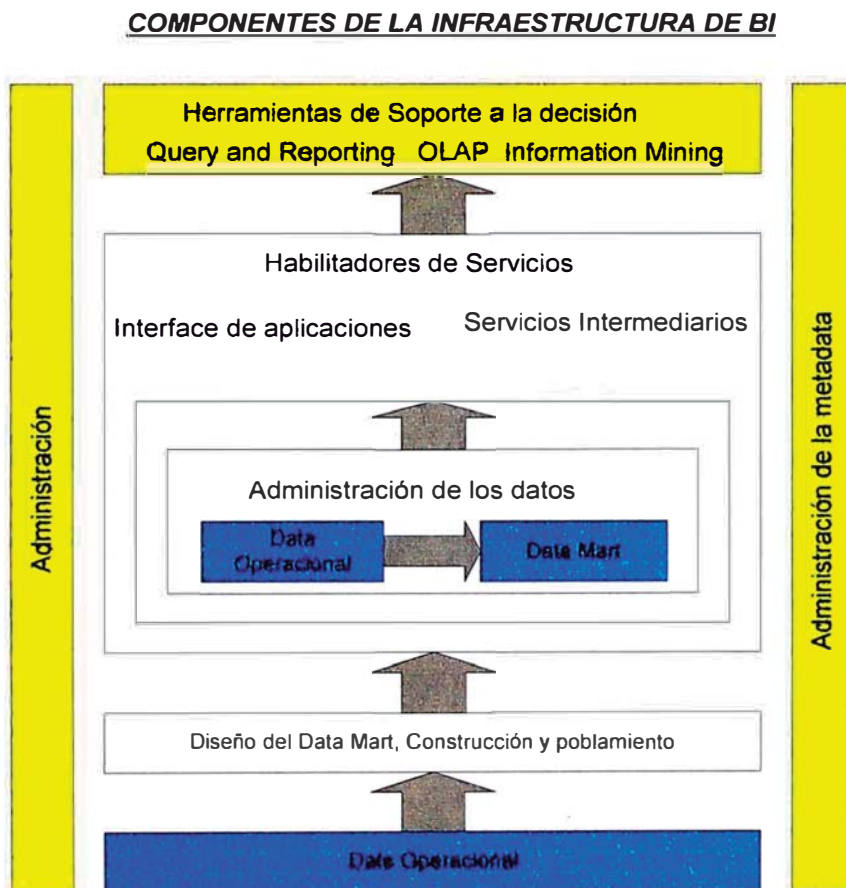 COMPONENTES DE LA INFRAESTRUCTURA DE BI
Herramientas de Soporte a la decisión
Query and Reporting OLAP Information Mining
Habilitadores de Servicios
Interface de aplicaciones
Servicios Intermediarios
Administración de los datos
Data
Operacional
Data Mart
Diseño del Data Mart, Construcción y poblamiento
Data Operacional
Administración
Administración de la metadata